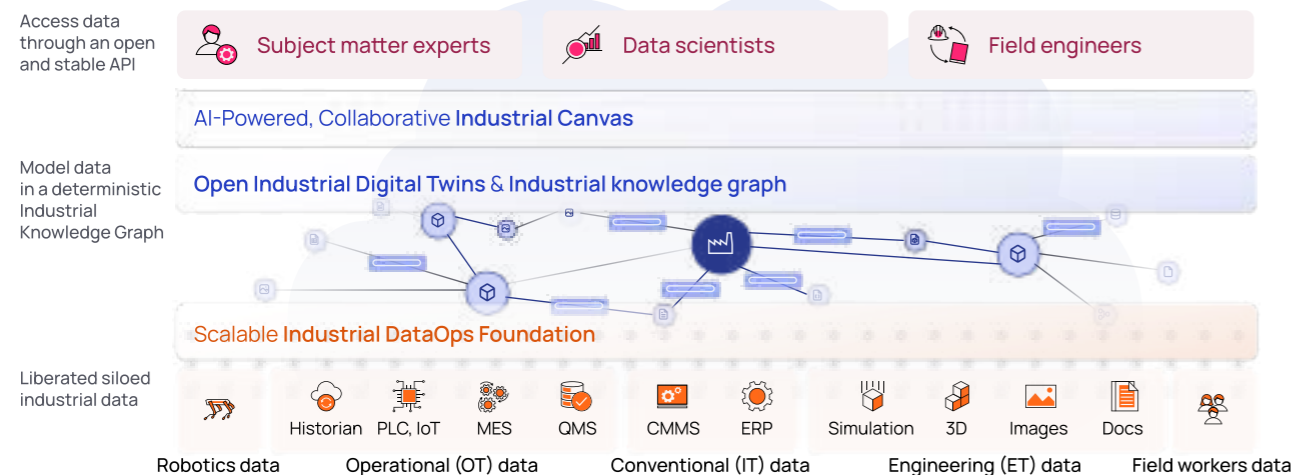 Access data
through an open
and stable API
Subject matter experts
Data scientists
Field engineers
AI-Powered, Collaborative Industrial Canvas
Model data
in a deterministic
Industrial
Knowledge Graph
Open Industrial Digital Twins & Industrial knowledge graph
Scalable Industrial DataOps Foundation
Liberated siloed
industrial data
Historian
PLC, IoT
MES
QMS
CMMS
ERP
Simulation
3D
Images
Docs
Robotics data
Operational (OT) data
Conventional (IT) data
Engineering (ET) data
Field workers data